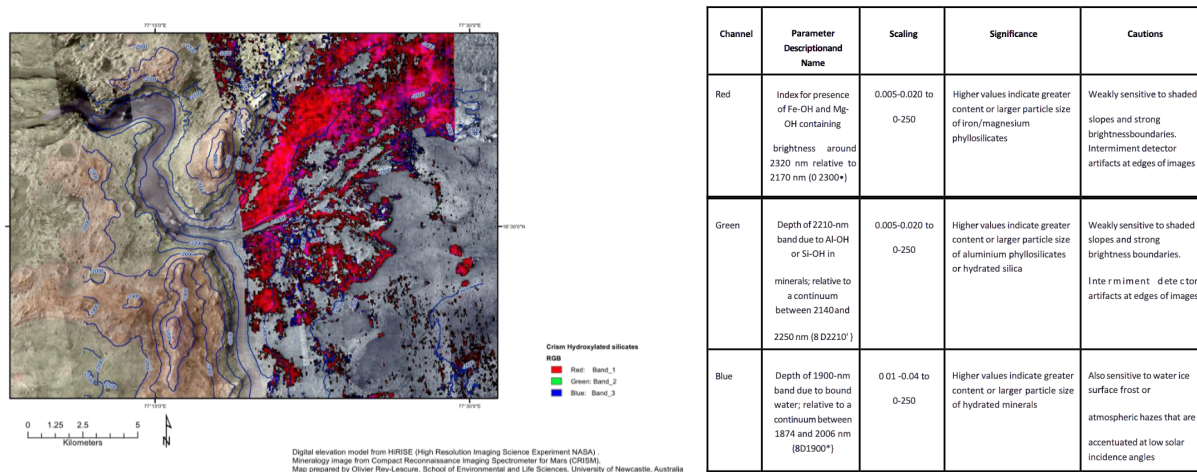 77°15'0"E
77°30'0"E
18°30'0"N
77°15'0"E
77°30'0"E
Crism Hydroxylated silicates
RGB
Red: Band_1
Green: Band_2
Blue: Band_3
0 1.25 2.5 5
Kilometers
N
Digital elevation model from HiRISE (High Resolution Imaging Science Experiment NASA) .
Mineralogy image from Compact Reconnaissance Imaging Spectrometer for Mars (CRISM).
Map prepared by Olivier Rey-Lescure, School of Environmental and Life Sciences, University of Newcastle, Australia
Channel
Parameter
Descriptionand
Name
Scaling
Significance
Cautions
Red
Index for presence
of Fe-OH and Mg-
OH containing
brightness around
2320 nm relative to
2170 nm (0 2300•)
0.005-0.020 to
0-250
Higher values indicate greater
content or larger particle size
of iron/magnesium
phyllosilicates
Weakly sensitive to shaded
slopes and strong
brightnessboundaries.
Intermiment detector
artifacts at edges of images
Green
Depth of 2210-nm
band due to Al-OH
or Si-OH in
minerals; relative to
a continuum
between 2140 and
2250 nm (8 D2210' )
0.005-0.020 to
0-250
Higher values indicate greater
content or larger particle size
of aluminium phyllosilicates
or hydrated silica
Weakly sensitive to shaded
slopes and strong
brightness boundaries.
Intermiment detector
artifacts at edges of images
Blue
Depth of 1900-nm
band due to bound
water; relative to a
continuum between
1874 and 2006 nm
(8D1900*)
0 01 -0.04 to
0-250
Higher values indicate greater
content or larger particle size
of hydrated minerals
Also sensitive to water ice
surface frost or
atmospheric hazes that are
accentuated at low solar
incidence angles